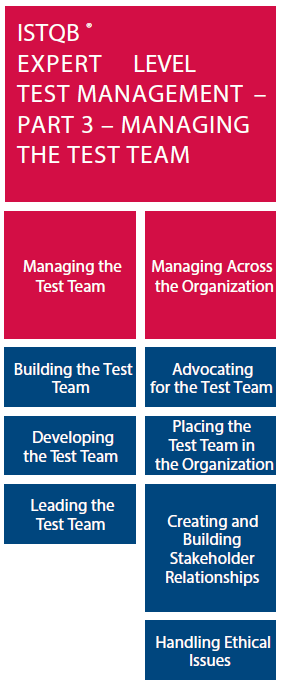 ISTQB ®
EXPERT LEVEL
TEST MANAGEMENT –
PART 3 – MANAGING
THE TEST TEAM
Managing the
Test Team
Managing Across
the Organization
Building the Test
Team
Advocating
for the Test Team
Developing
the Test Team
Placing the
Test Team in
the Organization
Leading the
Test Team
Creating and
Building
Stakeholder
Relationships
Handling Ethical
Issues